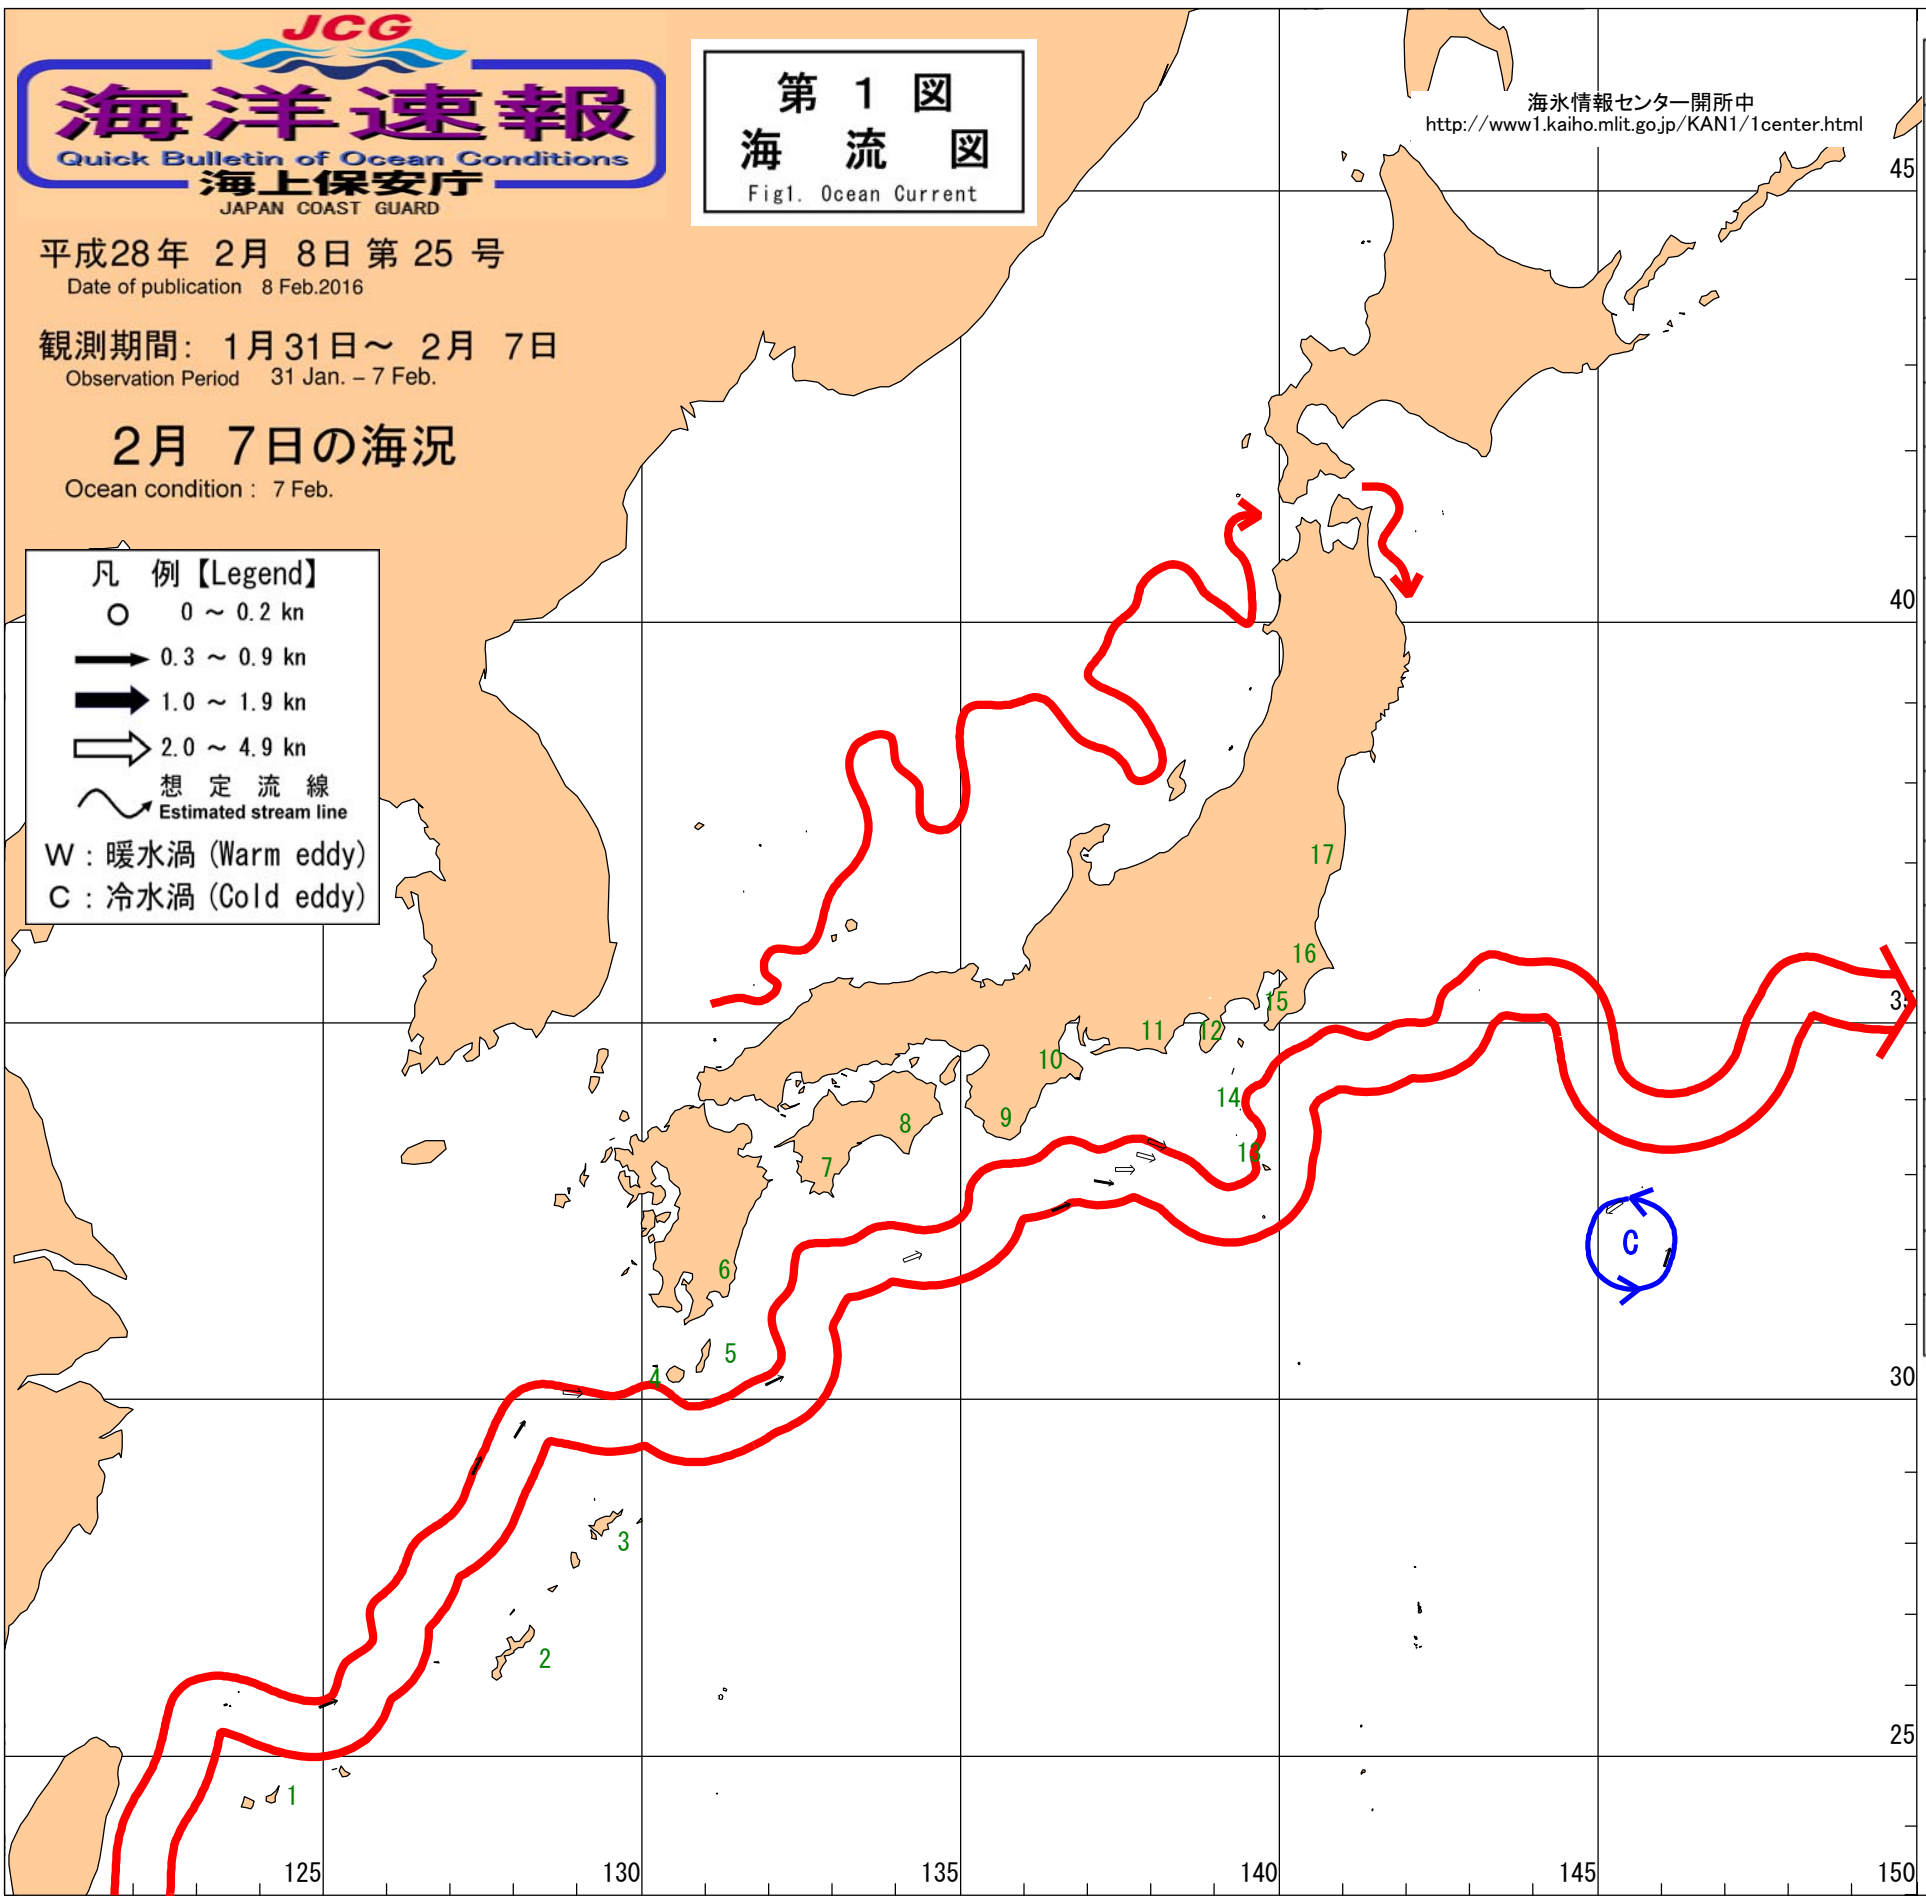 JCG
海洋速報
Quick Bulletin of Ocean Conditions
海上保安庁
JAPAN COAST GUARD
平成28年 2月 8日 第 25 号
Date of publication 8 Feb.2016
観測期間: 1月31日～ 2月 7日
Observation Period 31 Jan. – 7 Feb.
2月 7日の海況
Ocean condition : 7 Feb.
第 1 図
海 流 図
Fig1. Ocean Current
海氷情報センター開所中
http://www1.kaiho.mlit.go.jp/KAN1/1center.html
凡 例【Legend】
0 ～ 0.2 kn
0.3 ～ 0.9 kn
1.0 ～ 1.9 kn
2.0 ～ 4.9 kn
想 定 流 線
Estimated stream line
W : 暖水渦 (Warm eddy)
C : 冷水渦 (Cold eddy)
45
40
35
30
25
17
16
15
14
13
12
11
10
9
8
7
6
5
4
3
2
1
C
125
130
135
140
145
150